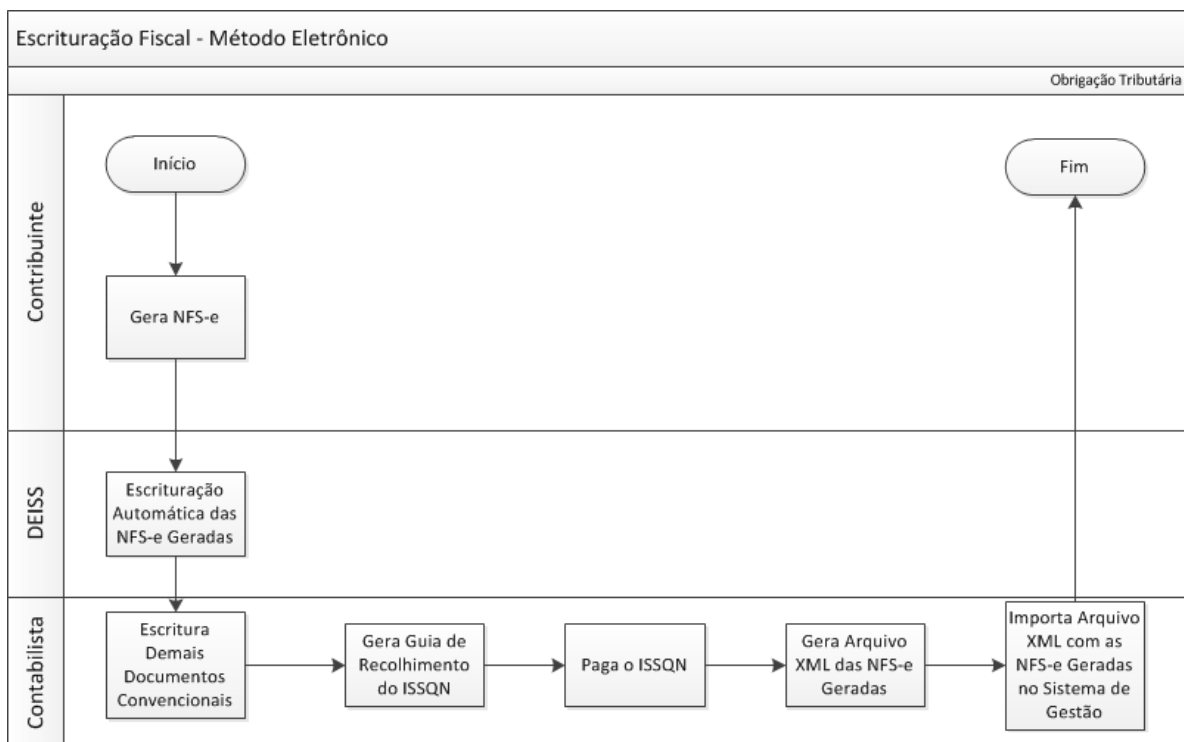 Escrituração Fiscal - Método Eletrônico
Obrigação Tributária
Contribuinte
Início
Fim
Gera NFS-e
DEISS
Escrituração
Automática das
NFS-e Geradas
Contabilista
Escritura
Demais
Documentos
Convencionais
Gera Guia de
Recolhimento
do ISSQN
Paga o ISSQN
Gera Arquivo
XML das NFS-e
Geradas
Importa Arquivo
XML com as
NFS-e Geradas
no Sistema de
Gestão